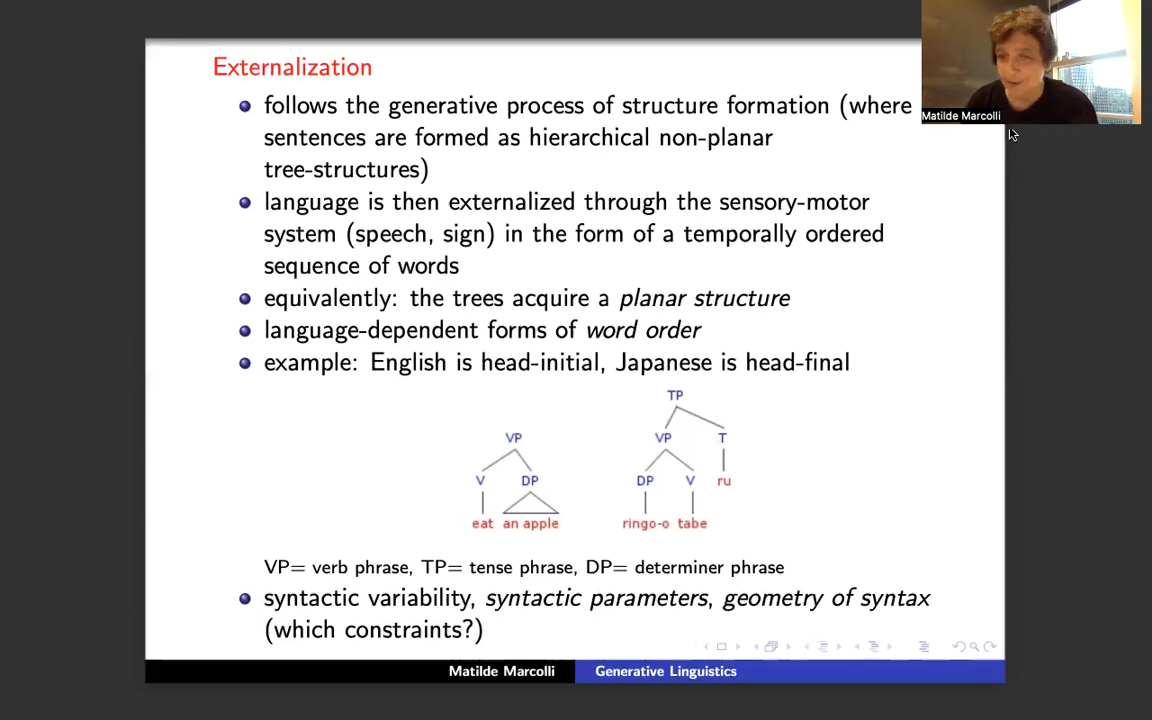 Externalization
follows the generative process of structure formation (where
sentences are formed as hierarchical non-planar
tree-structures)
language is then externalized through the sensory-motor
system (speech, sign) in the form of a temporally ordered
sequence of words
equivalently: the trees acquire a planar structure
language-dependent forms of word order
example: English is head-initial, Japanese is head-final
TP
VP VP T
V DP DP V ru
eat an apple ringo-o tabe
VP= verb phrase, TP= tense phrase, DP= determiner phrase
syntactic variability, syntactic parameters, geometry of syntax
(which constraints?)
Matilde Marcolli Generative Linguistics
Matilde Marcolli